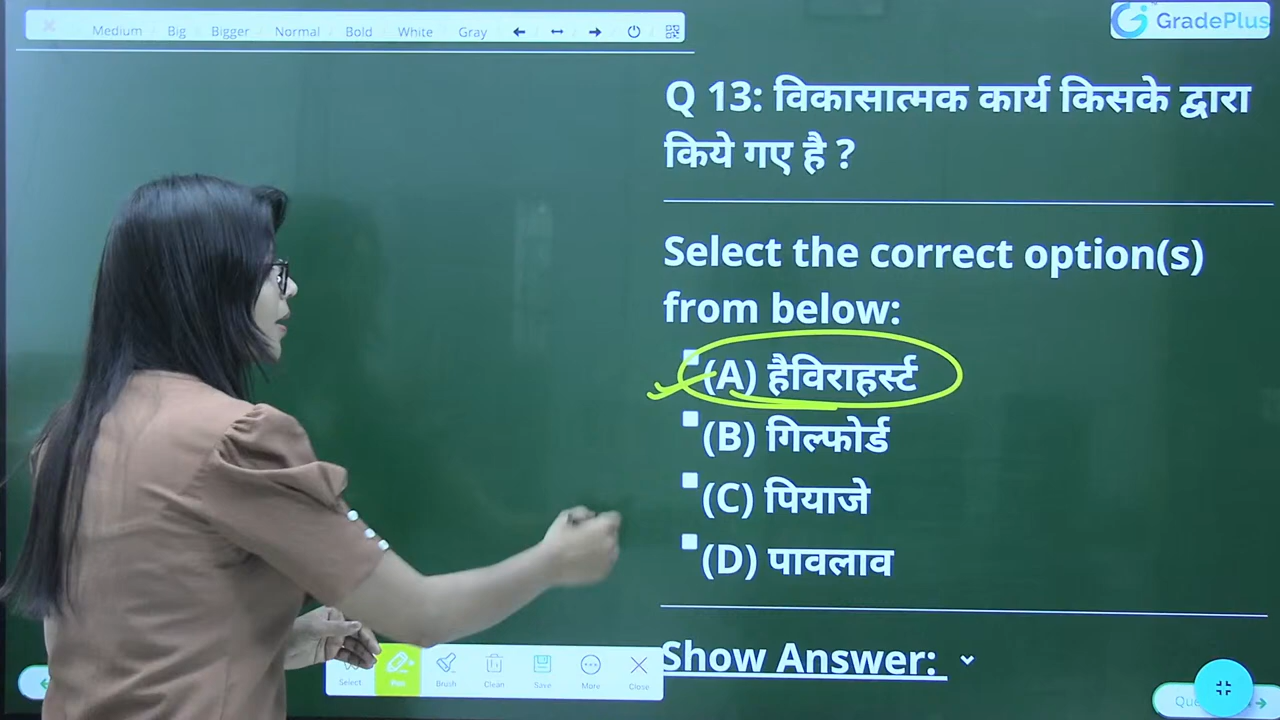 Medium Big Bigger Normal Bold White Gray
GradePlus
Q 13: विकासात्मक कार्य किसके द्वारा
किये गए है ?
Select the correct option(s)
from below:
(A) हैविराहर्स्ट
(B) गिल्फोर्ड
(C) पियाजे
(D) पावलाव
Show Answer:
Select Pen Brush Clean Save More Close